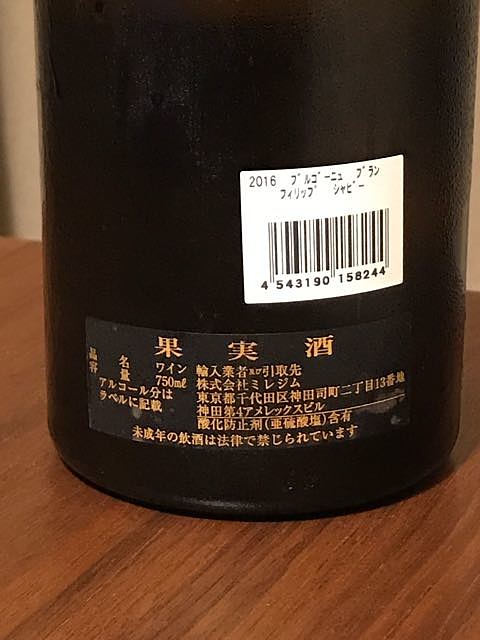 2016 ブルゴーニュ ブラン
フィリップ シャビー
4 543190 158244
果実酒
品名 ワイン 輸入業者及び引取先
容量 750mℓ 株式会社ミレジム
アルコール分は 東京都千代田区神田司町二丁目13番地
ラベルに記載 神田第4アメレックスビル
酸化防止剤(亜硫酸塩)含有
未成年の飲酒は法律で禁じられています